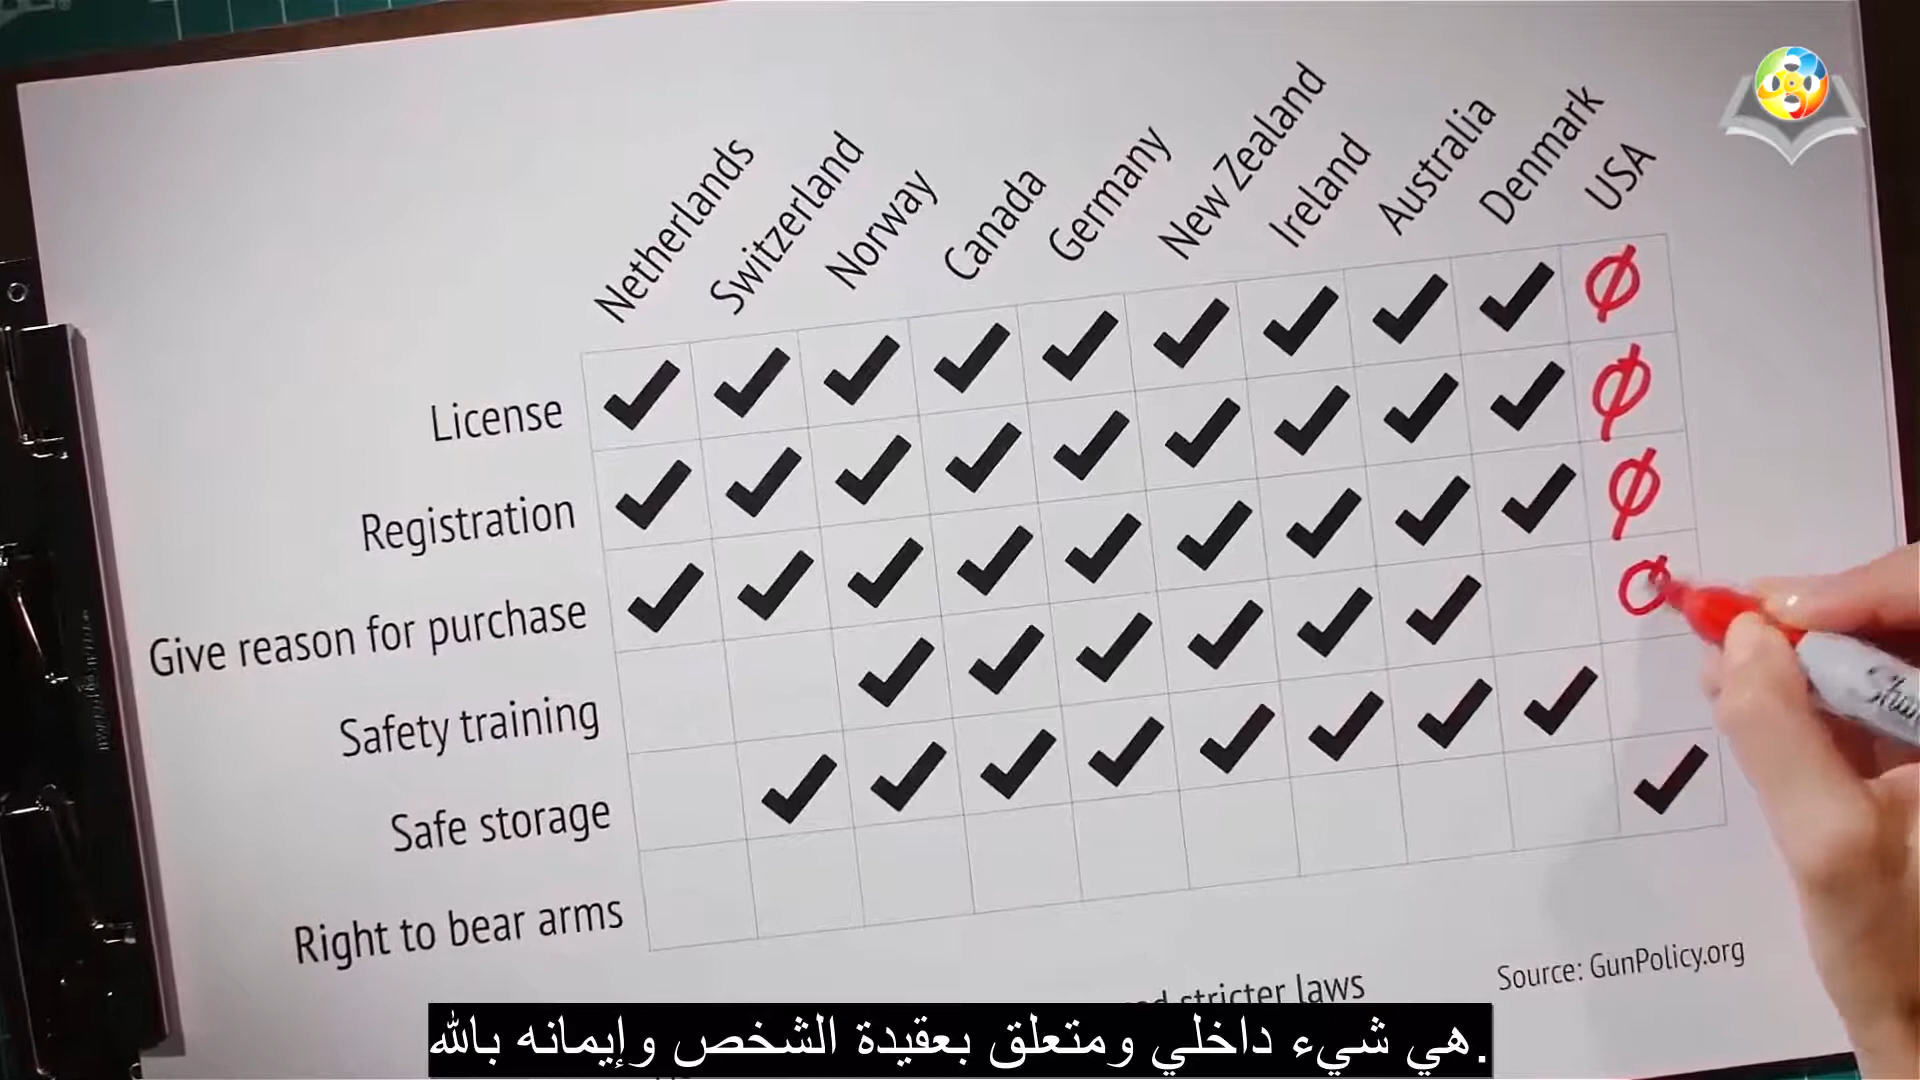 Netherlands
Switzerland
Norway
Canada
Germany
New Zealand
Ireland
Australia
Denmark
USA
License
Registration
Give reason for purchase
Safety training
Safe storage
Right to bear arms
stricter laws
Source: GunPolicy.org
هي شيء داخلي ومتعلق بعقيدة الشخص وإيمانه بالله.